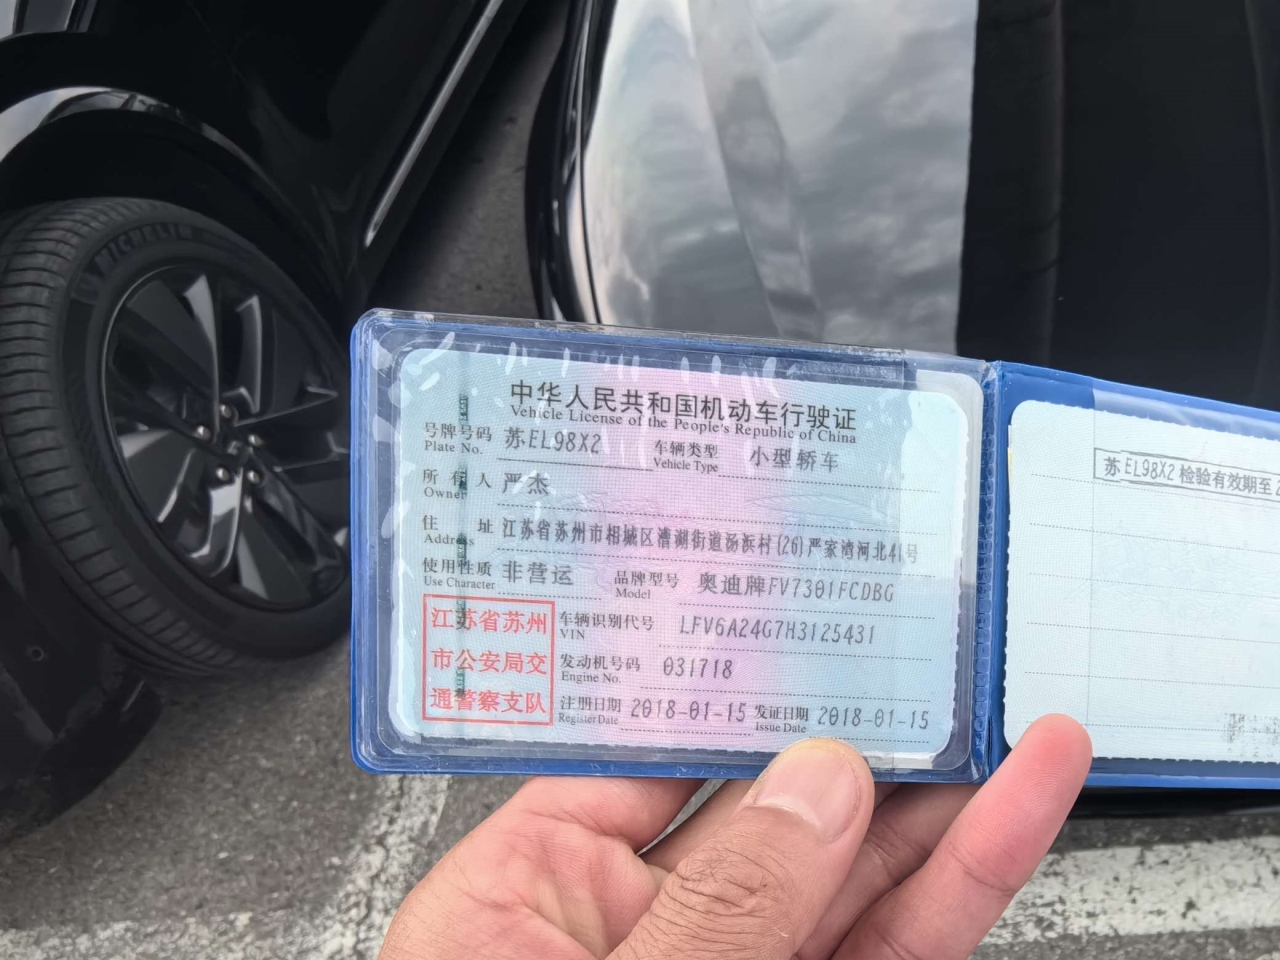 MICHELIN
中华人民共和国机动车行驶证
Vehicle License of the People's Republic of China
号牌号码 苏EL98X2 车辆类型 小型轿车
Plate No. Vehicle Type
所有人 严杰
Owner
住址 江苏省苏州市相城区漕湖街道汤浜村(26)严家湾河北41号
Address
使用性质 非营运 品牌型号 奥迪牌FV7301FCDBG
Use Character Model
江苏省苏州
市公安局交
通警察支队
车辆识别代号 LFV6A24G7H3125431
VIN
发动机号码 031718
Engine No.
注册日期 2018-01-15 发证日期 2018-01-15
Register Date Issue Date
苏EL98X2 检验有效期至2